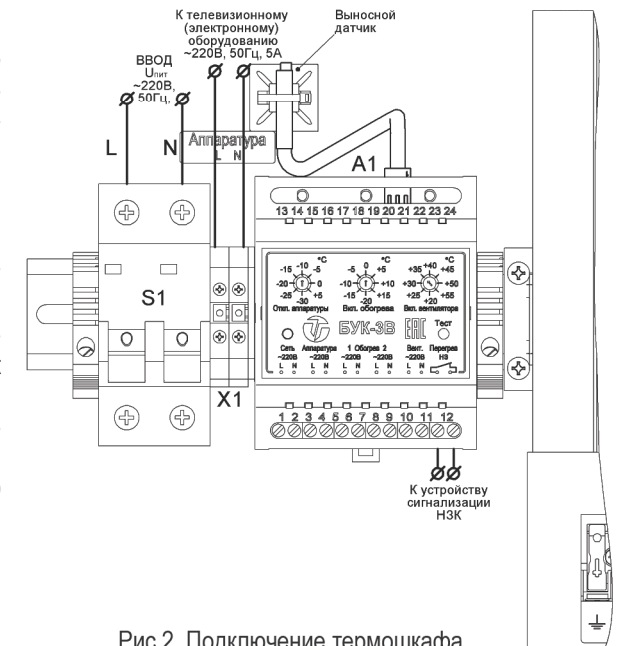 К телевизионному
(электронному)
оборудованию
~220В, 50Гц, 5А
Выносной
датчик
ВВОД
Uпит
~220В,
50Гц,
L
N
Аппаратура
L N
A1
13 14 15 16 17 18 19 20 21 22 23 24
°C
-15 -10 -5
-20 0
-25 +5
-30
Откл. аппаратуры
°C
-5 0 +5
-10 +10
-15 +15
-20
Вкл. обогрева
°C
+35 +40 +45
+30 +50
+25 +55
+20
Вкл. вентилятора
S1
БУК-3В
ЕАС
Тест
Сеть Аппаратура 1 Обогрев 2 Вент. Перегрев
~220В ~220В ~220В ~220В ~220В НЗ
L N L N L N L N L N
X1
1 2 3 4 5 6 7 8 9 10 11 12
К устройству
сигнализации
НЗК
Рис.2. Подключение термошкафа